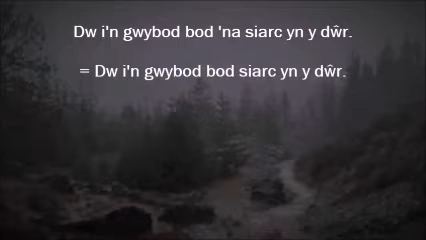 Dw i'n gwybod bod 'na siarc yn y dŵr.
= Dw i'n gwybod bod siarc yn y dŵr.